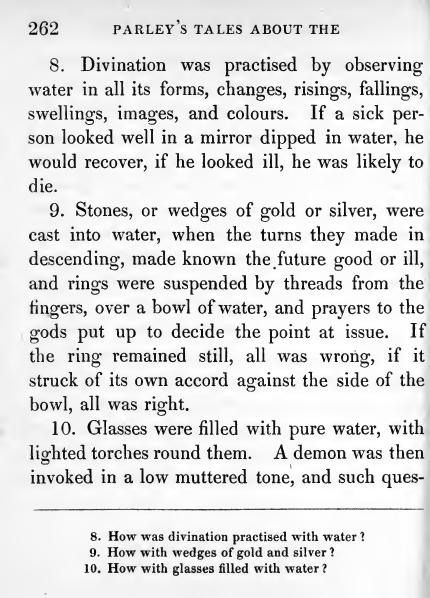 262 PARLEY'S TALES ABOUT THE
8. Divination was practised by observing
water in all its forms, changes, risings, fallings,
swellings, images, and colours. If a sick per-
son looked well in a mirror dipped in water, he
would recover, if he looked ill, he was likely to
die.
9. Stones, or wedges of gold or silver, were
cast into water, when the turns they made in
descending, made known the future good or ill,
and rings were suspended by threads from the
fingers, over a bowl of water, and prayers to the
gods put up to decide the point at issue. If
the ring remained still, all was wrong, if it
struck of its own accord against the side of the
bowl, all was right.
10. Glasses were filled with pure water, with
lighted torches round them. A demon was then
invoked in a low muttered tone, and such ques-
8. How was divination practised with water?
9. How with wedges of gold and silver?
10. How with glasses filled with water?